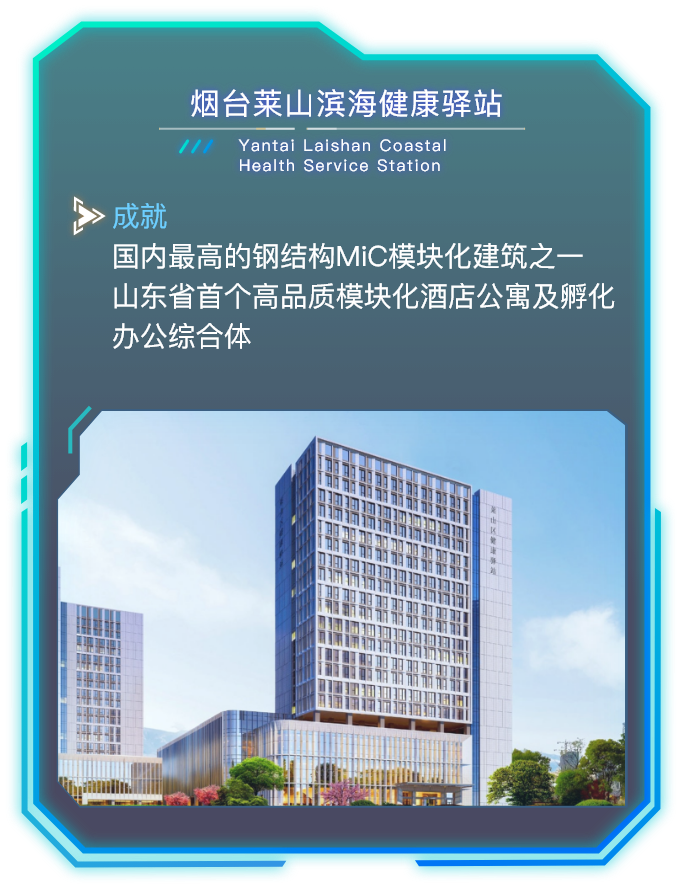 烟台莱山滨海健康驿站
Yantai Laishan Coastal
Health Service Station
成就
国内最高的钢结构MiC模块化建筑之一
山东省首个高品质模块化酒店公寓及孵化
办公综合体
莱山区健康驿站